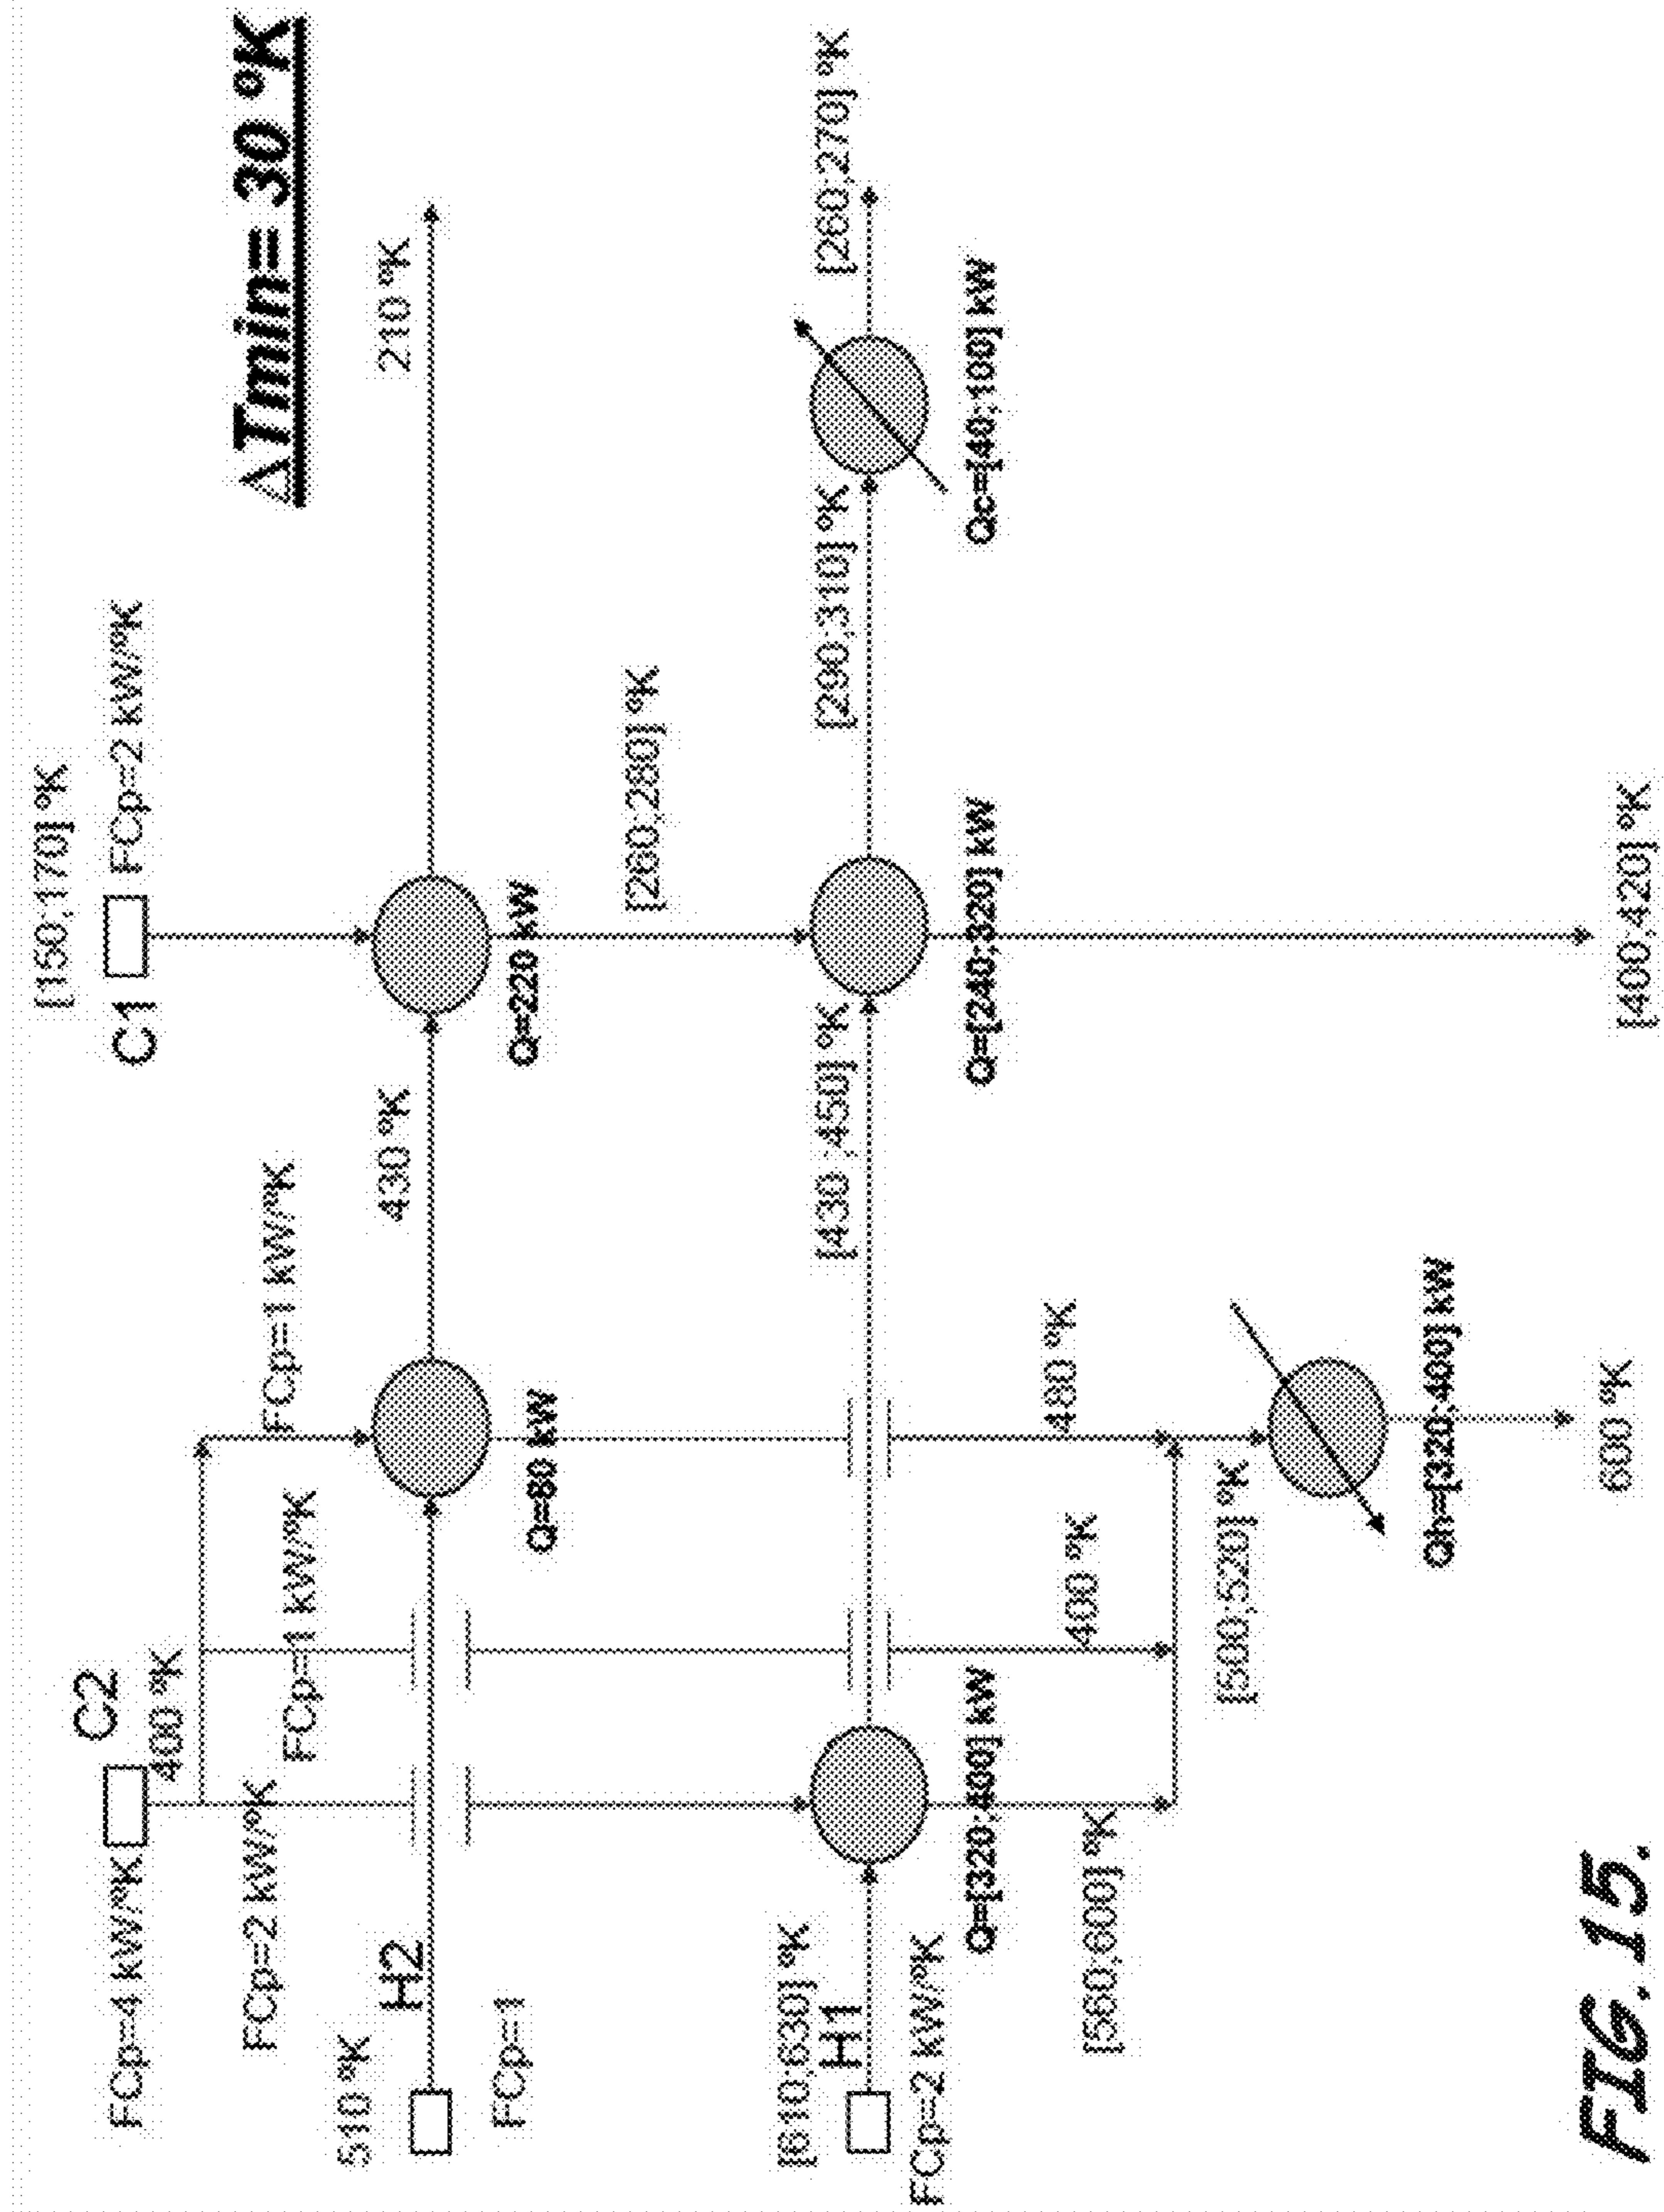 ΔTmin= 30 °K
[150;170] °K
C1
FCp=2 kW/°K
C2
400 °K
FCp=4 kW/°K
FCp=2 kW/°K
FCp=1 kW/°K
FCp=1 kW/°K
510 °K
H2
FCp=1
430 °K
210 °K
Q=80 kW
Q=220 kW
[260;280] °K
[610;630] °K
H1
FCp=2 kW/°K
Q=[320;400] kW
[430 ;450] °K
Q=[240;320] kW
[290;310] °K
Qc=[40;100] kW
[260;270] °K
[560;600] °K
400 °K
480 °K
[500;520] °K
Qh=[320;400] kW
600 °K
[400;420] °K
FIG. 15.